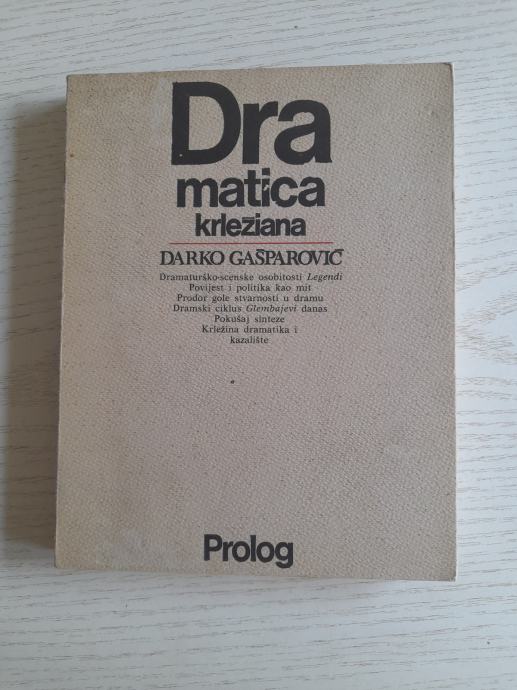 Dra
matica
krležiana
DARKO GAŠPAROVIĆ
Dramaturško-scenske osobitosti Legendi
Povijest i politika kao mit
Prodor gole stvarnosti u dramu
Dramski ciklus Glembajevi danas
Pokušaj sinteze
Krležina dramatika i
kazalište
Prolog